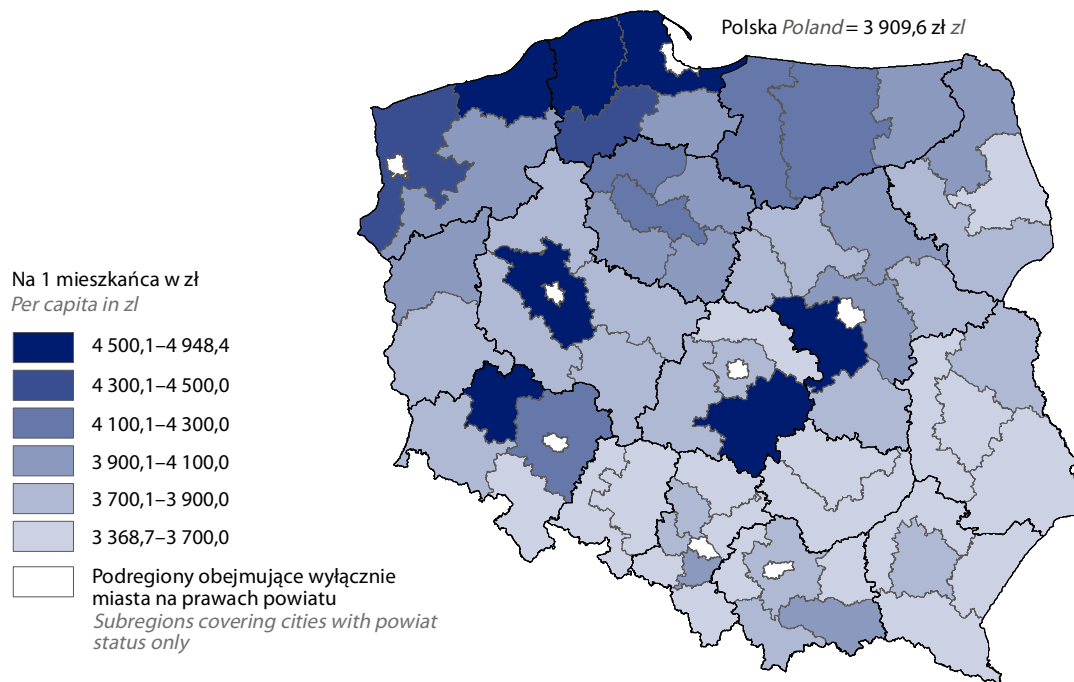 Polska Poland = 3 909,6 zł zl
Na 1 mieszkańca w zł
Per capita in zl
4 500,1–4 948,4
4 300,1–4 500,0
4 100,1–4 300,0
3 900,1–4 100,0
3 700,1–3 900,0
3 368,7–3 700,0
Podregiony obejmujące wyłącznie
miasta na prawach powiatu
Subregions covering cities with powiat
status only